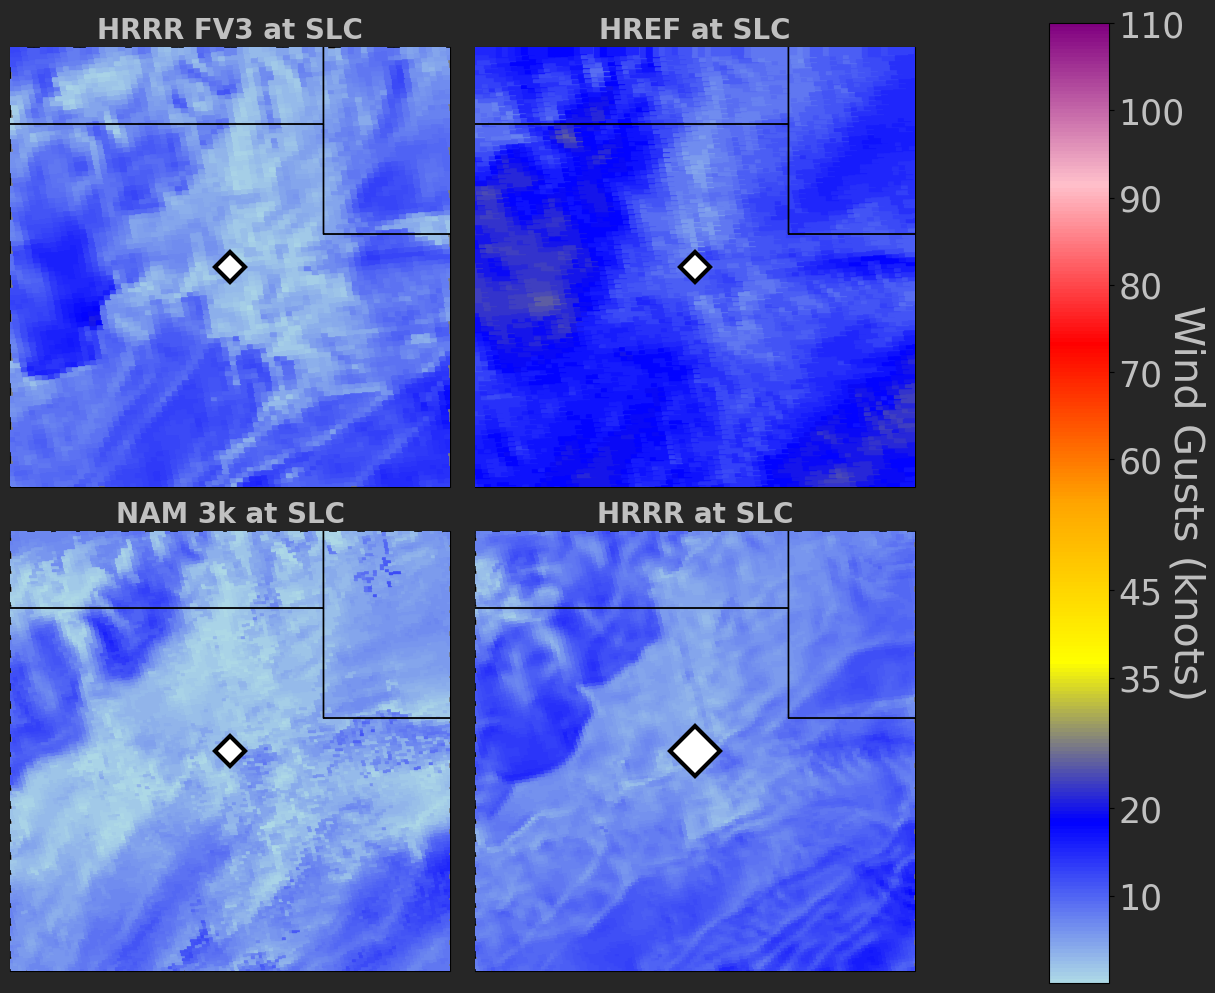 HRRR FV3 at SLC
HREF at SLC
NAM 3k at SLC
HRRR at SLC
110
100
90
80
70
60
45
35
20
10
Wind Gusts (knots)